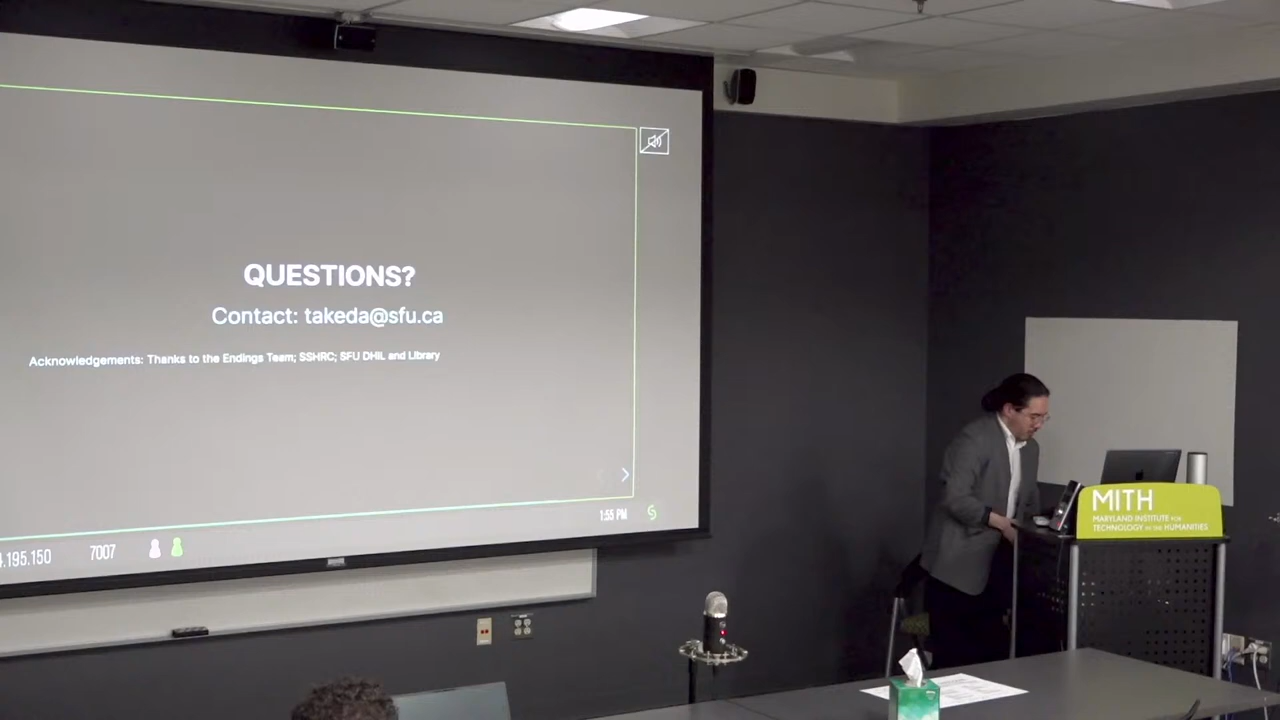 QUESTIONS?
Contact: takeda@sfu.ca
Acknowledgements: Thanks to the Endings Team; SSHRC; SFU DHIL and Library
1:55 PM
.195.150 7007
MITH
MARYLAND INSTITUTE FOR
TECHNOLOGY IN THE HUMANITIES